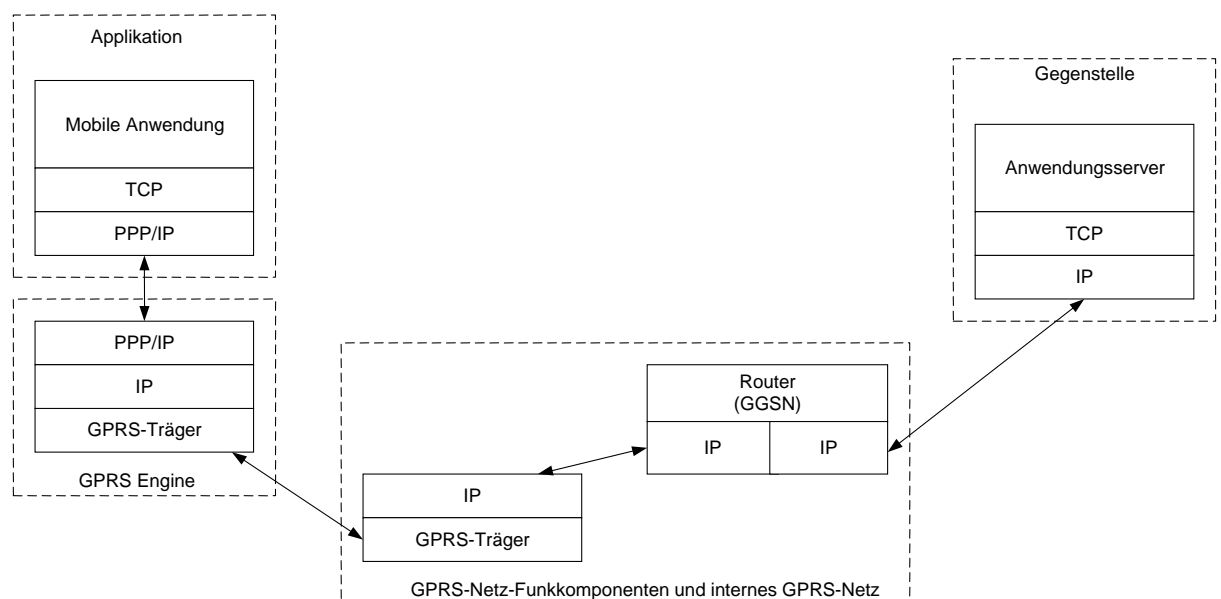 Applikation
Mobile Anwendung
TCP
PPP/IP
PPP/IP
IP
GPRS-Träger
GPRS Engine
IP
GPRS-Träger
Router
(GGSN)
IP
IP
GPRS-Netz-Funkkomponenten und internes GPRS-Netz
Gegenstelle
Anwendungsserver
TCP
IP